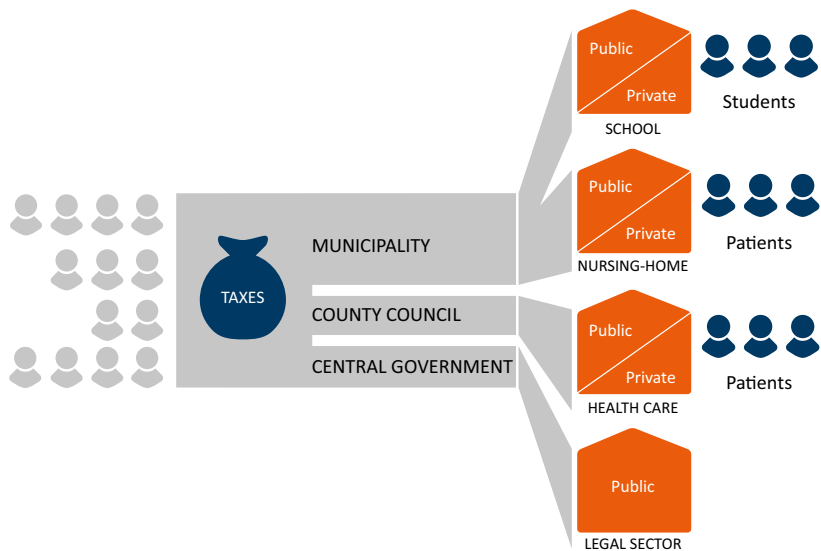 Public
Private
SCHOOL
Students
TAXES
MUNICIPALITY
COUNTY COUNCIL
CENTRAL GOVERNMENT
Public
Private
NURSING-HOME
Patients
Public
Private
HEALTH CARE
Patients
Public
LEGAL SECTOR